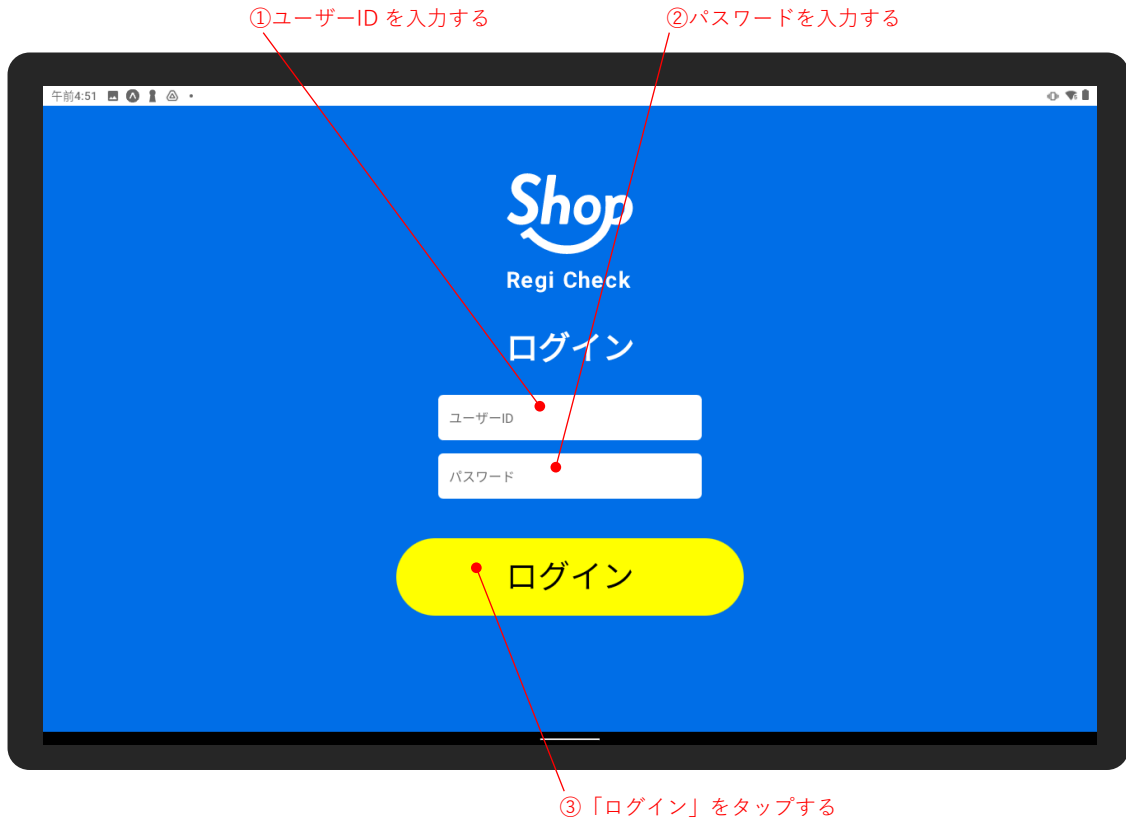 ①ユーザーID を入力する
②パスワードを入力する
午前4:51
Shop
Regi Check
ログイン
ユーザーID
パスワード
ログイン
③「ログイン」をタップする